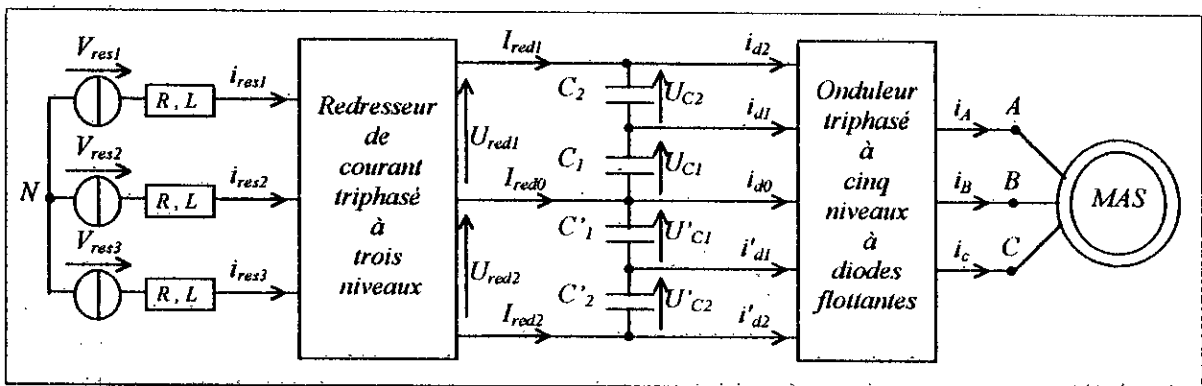 V_res1
i_res1
R, L
V_res2
i_res2
N
R, L
V_res3
i_res3
R, L
Redresseur
de
courant
triphasé
à
trois
niveaux
I_red1
U_red1
I_red0
U_red2
I_red2
C_2
U_C2
C_1
U_C1
C'_1
U'_C1
C'_2
U'_C2
i_d2
i_d1
i_d0
i'_d1
i'_d2
Onduleur
triphasé
à
cinq
niveaux
à
diodes
flottantes
i_A
A
i_B
B
i_c
C
MAS